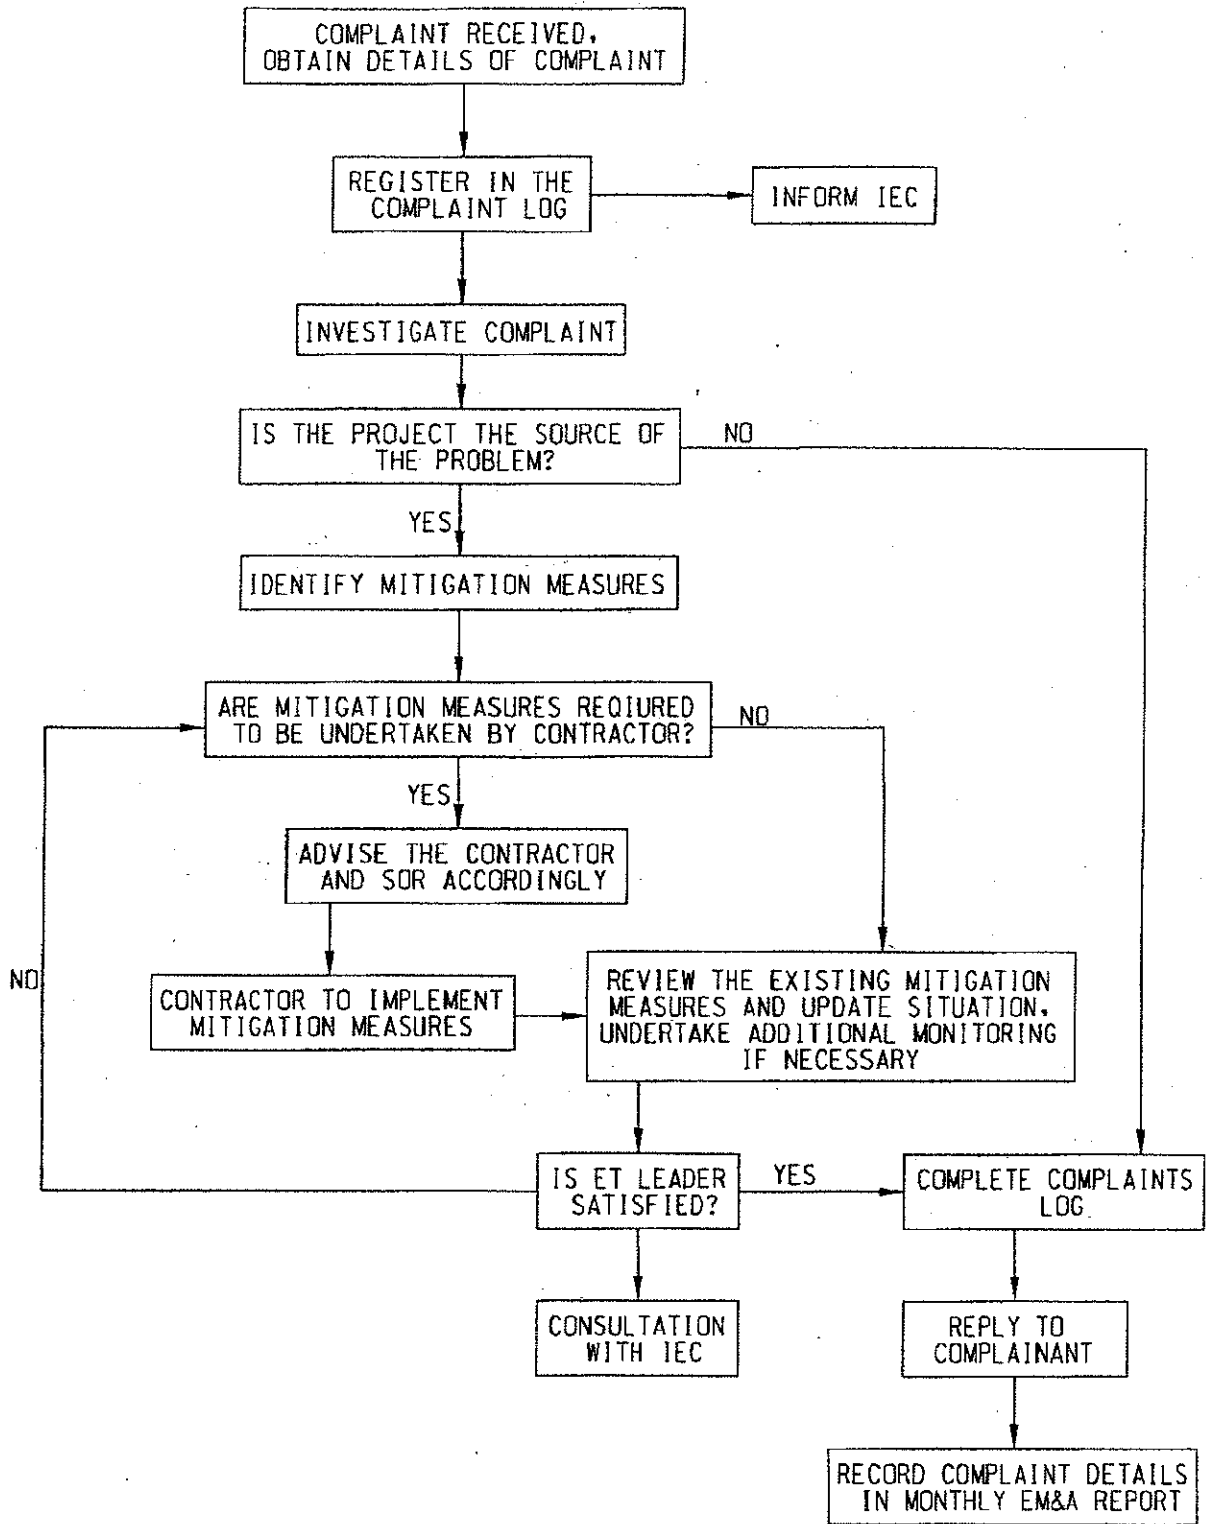 COMPLAINT RECEIVED.
OBTAIN DETAILS OF COMPLAINT
REGISTER IN THE
COMPLAINT LOG
INFORM IEC
INVESTIGATE COMPLAINT
IS THE PROJECT THE SOURCE OF
THE PROBLEM?
NO
YES
IDENTIFY MITIGATION MEASURES
ARE MITIGATION MEASURES REQIURED
TO BE UNDERTAKEN BY CONTRACTOR?
NO
YES
ADVISE THE CONTRACTOR
AND SOR ACCORDINGLY
NO
CONTRACTOR TO IMPLEMENT
MITIGATION MEASURES
REVIEW THE EXISTING MITIGATION
MEASURES AND UPDATE SITUATION.
UNDERTAKE ADDITIONAL MONITORING
IF NECESSARY
IS ET LEADER
SATISFIED?
YES
COMPLETE COMPLAINTS
LOG
CONSULTATION
WITH IEC
REPLY TO
COMPLAINANT
RECORD COMPLAINT DETAILS
IN MONTHLY EM&A REPORT